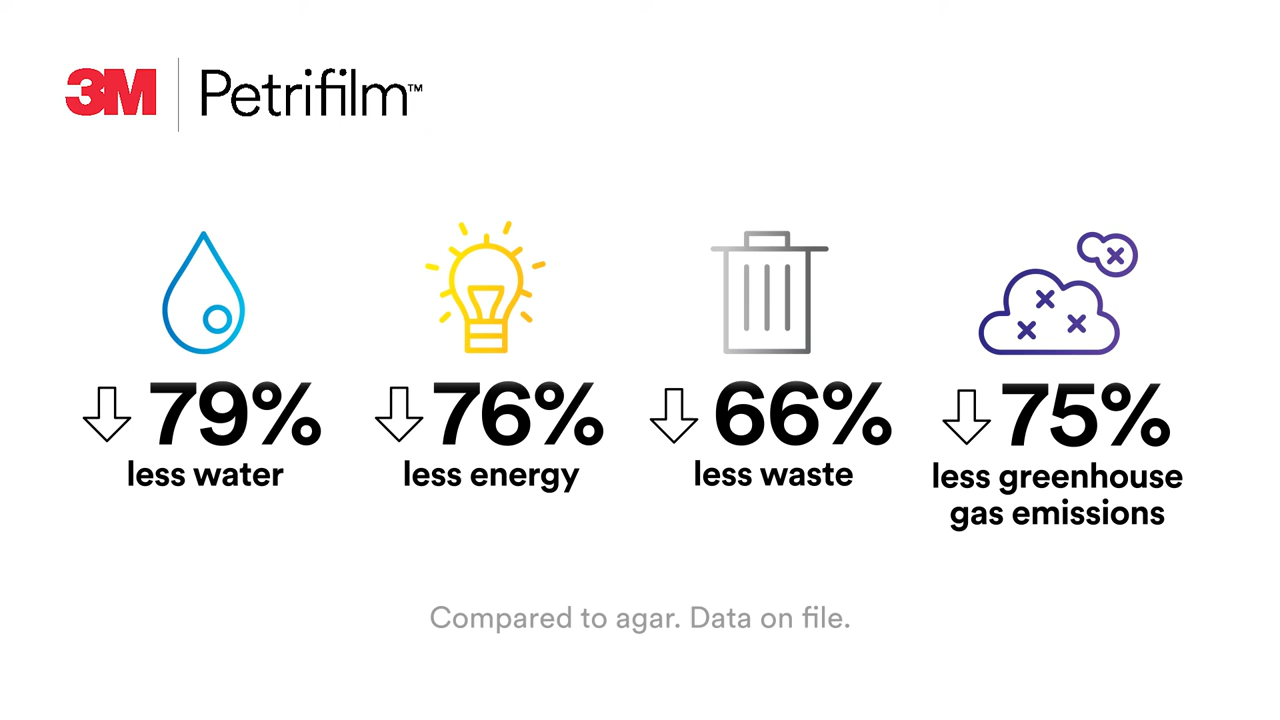 3M Petrifilm™
79%
less water
76%
less energy
66%
less waste
75%
less greenhouse
gas emissions
Compared to agar. Data on file.